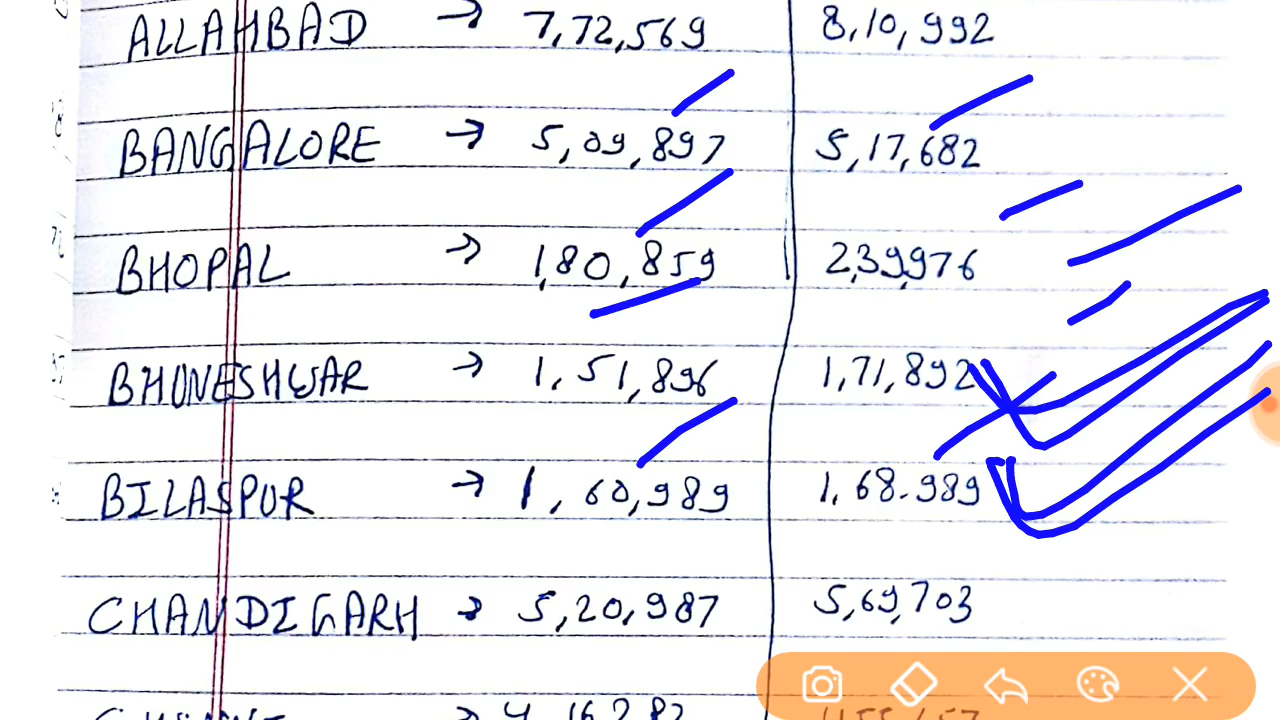 ALLAHBAD → 7,72,569 8,10,992
BANGALORE → 5,09,897 5,17,682
BHOPAL → 1,80,859 2,39,976
BHUNESHWAR → 1,51,896 1,71,892
BILASPUR → 1,60,989 1,68.989
CHANDIGARH → 5,20,987 5,69,703